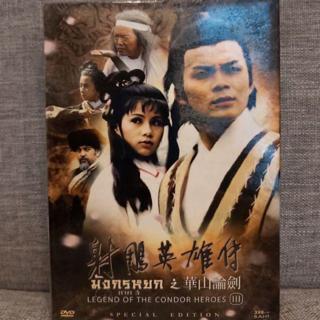 射鵰英雄传
มังกรหยก 之 華山論劍
ภาค 3
LEGEND OF THE CONDOR HEROES III
DVD SPECIAL EDITION